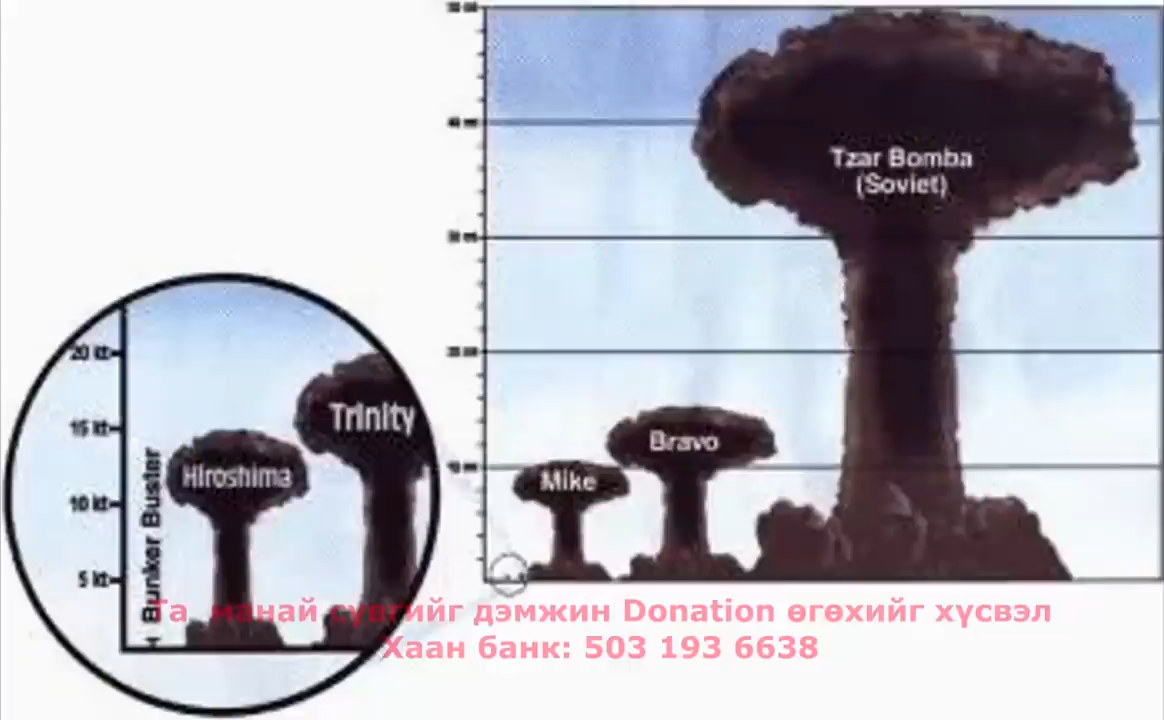 Tzar Bomba
(Soviet)
Bravo
Mike
20 kt
15 kt
10 kt
5 kt
Trinity
Hiroshima
Bunker Buster
Та манай сувгийг дэмжин Donation өгөхийг хүсвэл
Хаан банк: 503 193 6638